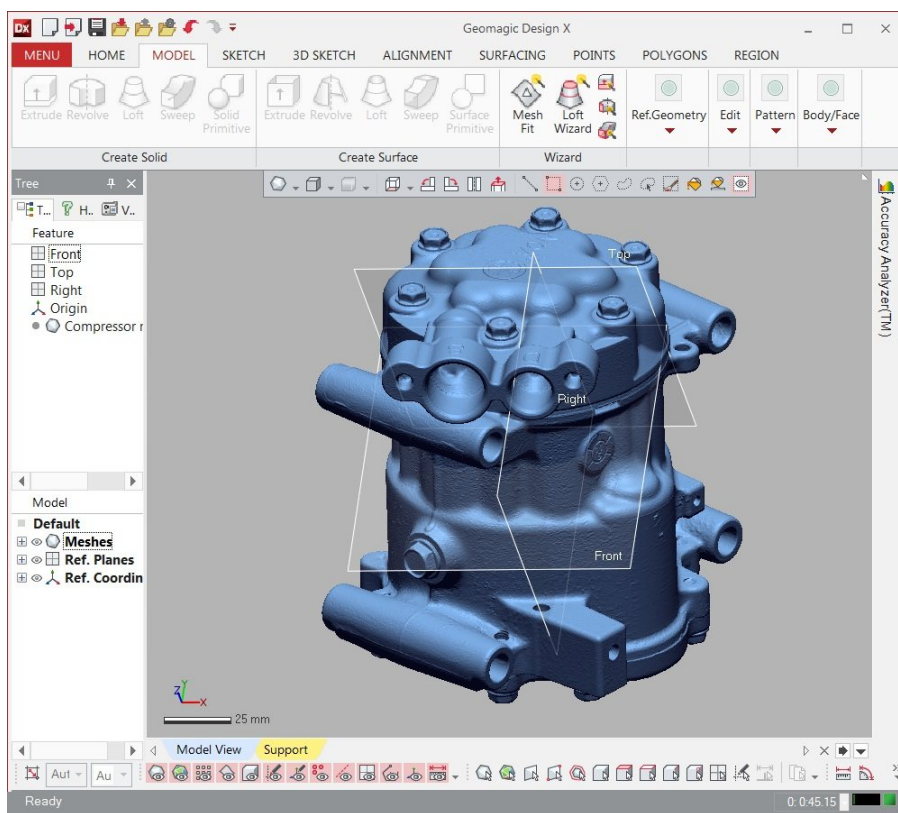 Dx
Geomagic Design X
MENU HOME MODEL SKETCH 3D SKETCH ALIGNMENT SURFACING POINTS POLYGONS REGION
Extrude Revolve Loft Sweep Solid Primitive Extrude Revolve Loft Sweep Surface Primitive Mesh Fit Loft Wizard Ref.Geometry Edit Pattern Body/Face
Create Solid Create Surface Wizard
Tree
T... H.. V..
Feature
Front
Top
Right
Origin
Compressor r
Model
Default
Meshes
Ref. Planes
Ref. Coordin
Top
Right
Front
Z Y X
25 mm
Accuracy Analyzer(TM)
Model View Support
Aut Au
Ready 0: 0:45.15